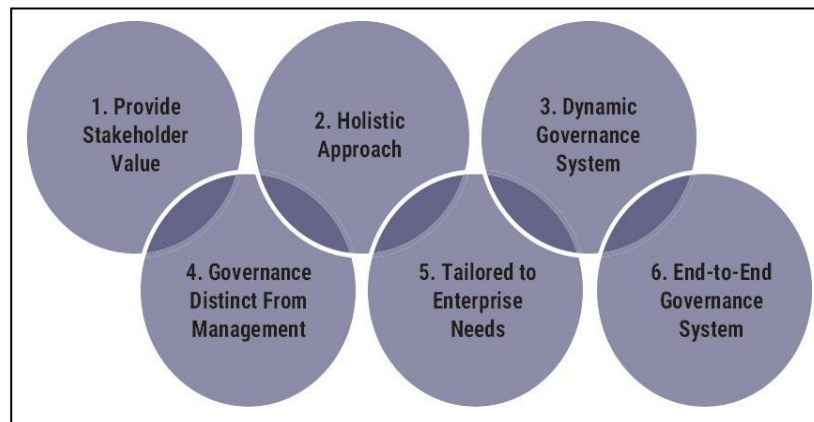 1. Provide
Stakeholder
Value
2. Holistic
Approach
3. Dynamic
Governance
System
4. Governance
Distinct From
Management
5. Tailored to
Enterprise
Needs
6. End-to-End
Governance
System